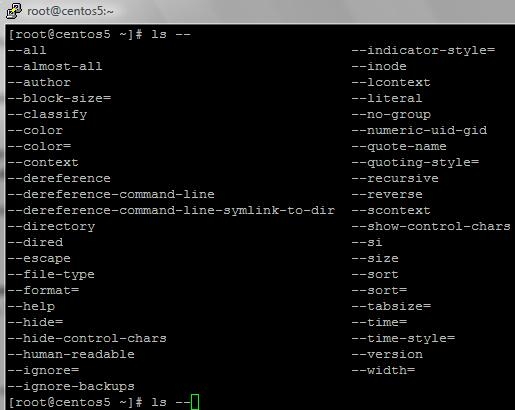 root@centos5:~
[root@centos5 ~]# ls --
--all --indicator-style=
--almost-all --inode
--author --lcontext
--block-size= --literal
--classify --no-group
--color --numeric-uid-gid
--color= --quote-name
--context --quoting-style=
--dereference --recursive
--dereference-command-line --reverse
--dereference-command-line-symlink-to-dir --scontext
--directory --show-control-chars
--dired --si
--escape --size
--file-type --sort
--format= --sort=
--help --tabsize=
--hide= --time=
--hide-control-chars --time-style=
--human-readable --version
--ignore= --width=
--ignore-backups
[root@centos5 ~]# ls --